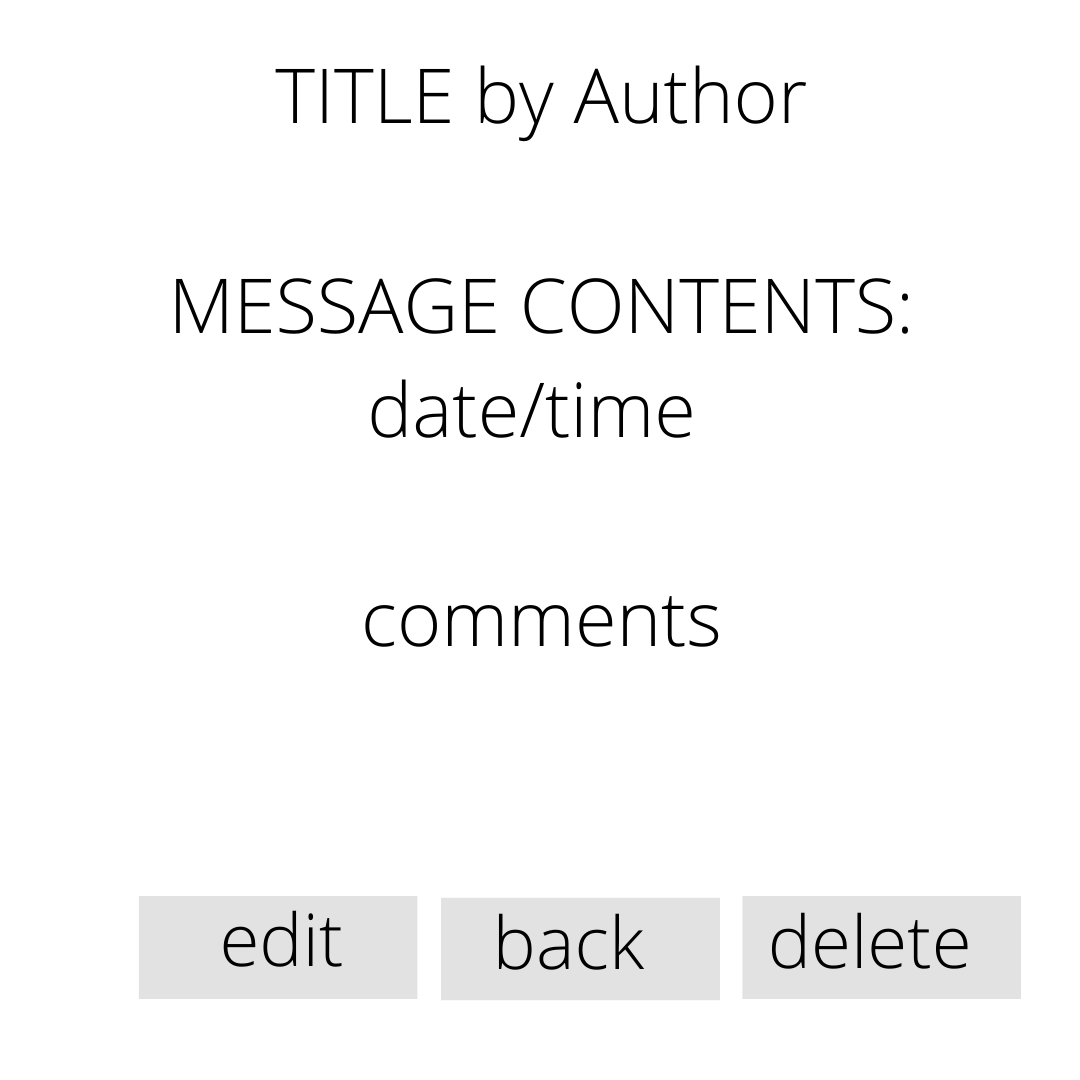 TITLE by Author
MESSAGE CONTENTS:
date/time
comments
edit
back
delete